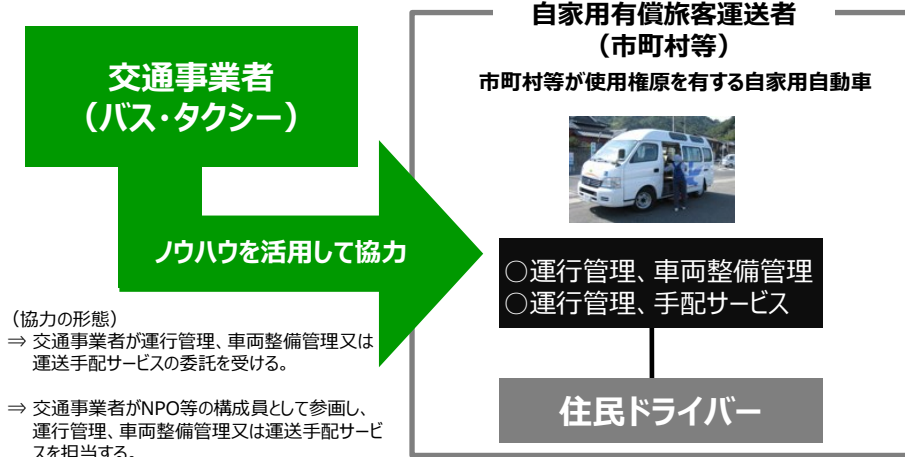 交通事業者
（バス・タクシー）
ノウハウを活用して協力
（協力の形態）
⇒ 交通事業者が運行管理、車両整備管理又は
運送手配サービスの委託を受ける。
⇒ 交通事業者がNPO等の構成員として参画し、
運行管理、車両整備管理又は運送手配サービ
スを担当する。
自家用有償旅客運送者
（市町村等）
市町村等が使用権原を有する自家用自動車
○運行管理、車両整備管理
○運行管理、手配サービス
住民ドライバー